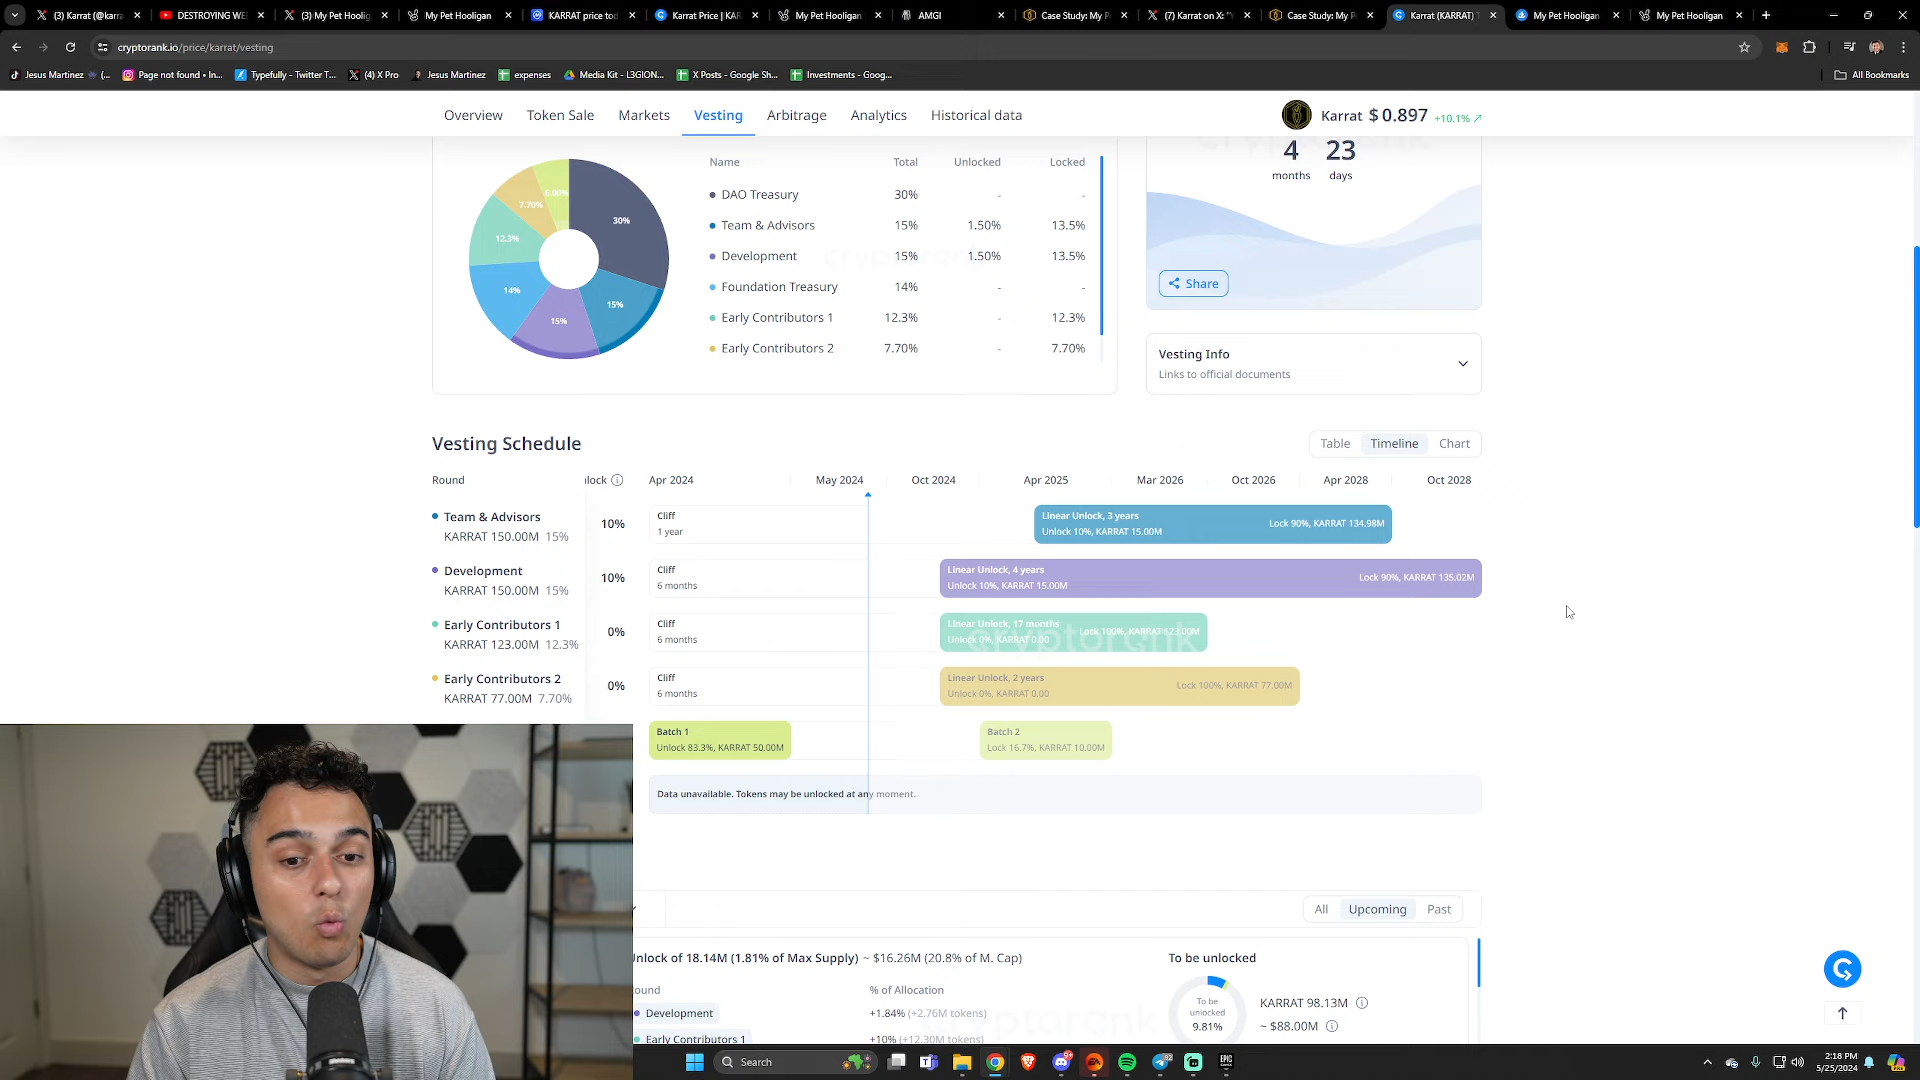 (3) Karrat (@karra
DESTROYING WE
(3) My Pet Hoolig
My Pet Hooligan
KARRAT price tod
Karrat Price | KAR
My Pet Hooligan
AMGI
Case Study: My P
(7) Karrat on X: "Y
Case Study: My P
Karrat (KARRAT) T
My Pet Hooligan
My Pet Hooligan
cryptorank.io/price/karrat/vesting
Jesus Martinez
Page not found • In...
Typefully - Twitter T...
(4) X Pro
Jesus Martinez
expenses
Media Kit - L3GION...
X Posts - Google Sh...
Investments - Goog...
All Bookmarks
Overview Token Sale Markets Vesting Arbitrage Analytics Historical data
Karrat $ 0.897 +10.1%
4 23
months days
Share
Vesting Info
Links to official documents
30%
15%
15%
14%
12.3%
7.70%
6.00%
Name Total Unlocked Locked
DAO Treasury 30% - -
Team & Advisors 15% 1.50% 13.5%
Development 15% 1.50% 13.5%
Foundation Treasury 14% - -
Early Contributors 1 12.3% - 12.3%
Early Contributors 2 7.70% - 7.70%
Vesting Schedule
Table Timeline Chart
Round lock Apr 2024 May 2024 Oct 2024 Apr 2025 Mar 2026 Oct 2026 Apr 2028 Oct 2028
Team & Advisors
KARRAT 150.00M 15%
10%
Cliff
1 year
Linear Unlock, 3 years
Unlock 10%, KARRAT 15.00M
Lock 90%, KARRAT 134.98M
Development
KARRAT 150.00M 15%
10%
Cliff
6 months
Linear Unlock, 4 years
Unlock 10%, KARRAT 15.00M
Lock 90%, KARRAT 135.02M
Early Contributors 1
KARRAT 123.00M 12.3%
0%
Cliff
6 months
Linear Unlock, 17 months
Unlock 0%, KARRAT 0.00
Lock 100%, KARRAT 123.00M
cryptorank
Early Contributors 2
KARRAT 77.00M 7.70%
0%
Cliff
6 months
Linear Unlock, 2 years
Unlock 0%, KARRAT 0.00
Lock 100%, KARRAT 77.00M
Batch 1
Unlock 83.3%, KARRAT 50.00M
Batch 2
Lock 16.7%, KARRAT 10.00M
Data unavailable. Tokens may be unlocked at any moment.
All Upcoming Past
nlock of 18.14M (1.81% of Max Supply) ~ $16.26M (20.8% of M. Cap)
ound % of Allocation
Development +1.84% (+2.76M tokens)
Early Contributors 1 +10% (+12.30M tokens)
cryptorank
To be unlocked
To be
unlocked
9.81%
KARRAT 98.13M
~ $88.00M
Search
2:18 PM
5/25/2024